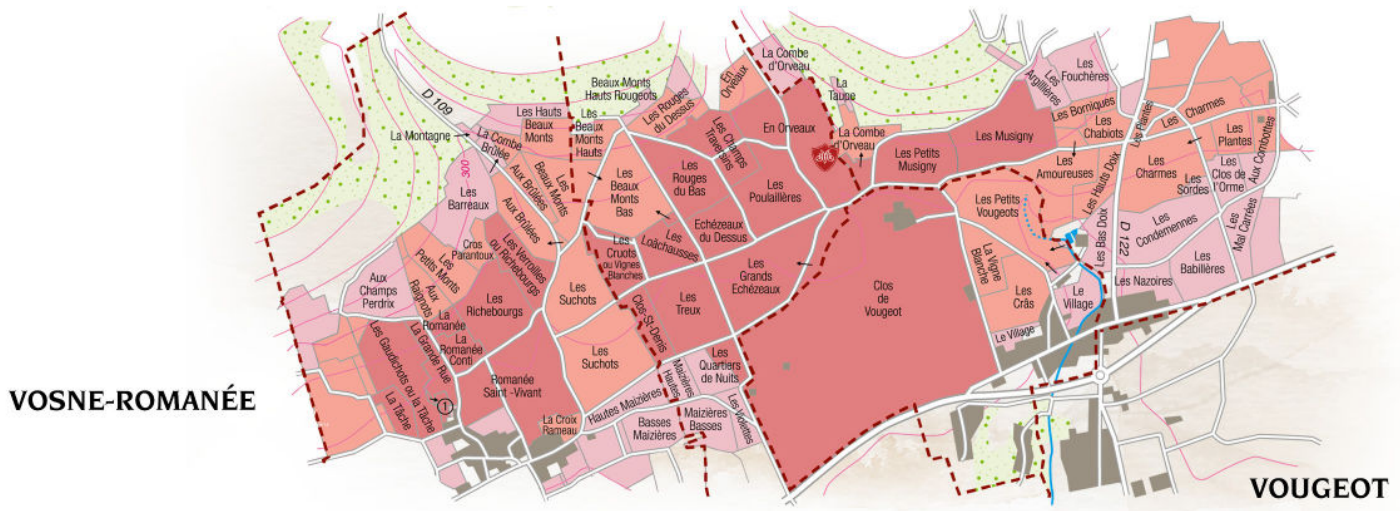 VOSNE-ROMANÉE
VOUGEOT
D 109
La Montagne
La Combe
Brûlée
Les Hauts
Beaux
Monts
Les
Beaux
Monts
Hauts
Beaux Monts
Hauts Rougeots
Les Rouges
du Dessus
En
Orveaux
La Combe
d'Orveau
La
Taupe
La Combe
d'Orveau
Les
Argillières
Les
Fouchères
Les Borniques
Les
Chabiots
Les Plantes
Les Charmes
Les
Plantes
Aux Combottes
300
Les
Barreaux
Aux Brûlées
Les
Beaux Monts
Aux Brûlées
Les
Beaux Monts
Bas
Les
Rouges
du Bas
Les Champs
Traversins
En Orveaux
Les
Poulaillères
Echézeaux
du Dessus
Les
Loächausses
Les
Cruots
ou Vignes
Blanches
Les
Grands
Echézeaux
Les Petits
Musigny
Les Musigny
Les
Amoureuses
Les Hauts Doix
Les
Charmes
Les
Sordes
Les
Clos de
l'Orme
Les
Mal Carrées
Les
Condemennes
Les
Babillères
Les Nazoires
Les Bas Doix
D 122
Les Petits
Vougeots
La Vigne
Blanche
Les
Crâs
Le
Village
Le Village
Clos
de
Vougeot
Aux
Champs
Perdrix
Les
Petits Monts
Cros
Parantoux
Les Verroilles
ou Richebourgs
Aux
Raignots
Les
Richebourgs
La
Romanée
La
Romanée
Conti
La Grande Rue
Les Gaudichots ou la Tâche
La Tâche
1
Romanée
Saint -Vivant
Les
Suchots
Les
Suchots
La Croix
Rameau
Clos-St-Denis
Les
Treux
Les
Quartiers
de Nuits
Maizières
Hautes
Hautes Maizières
Basses
Maizières
Maizières
Basses
Les Violettes